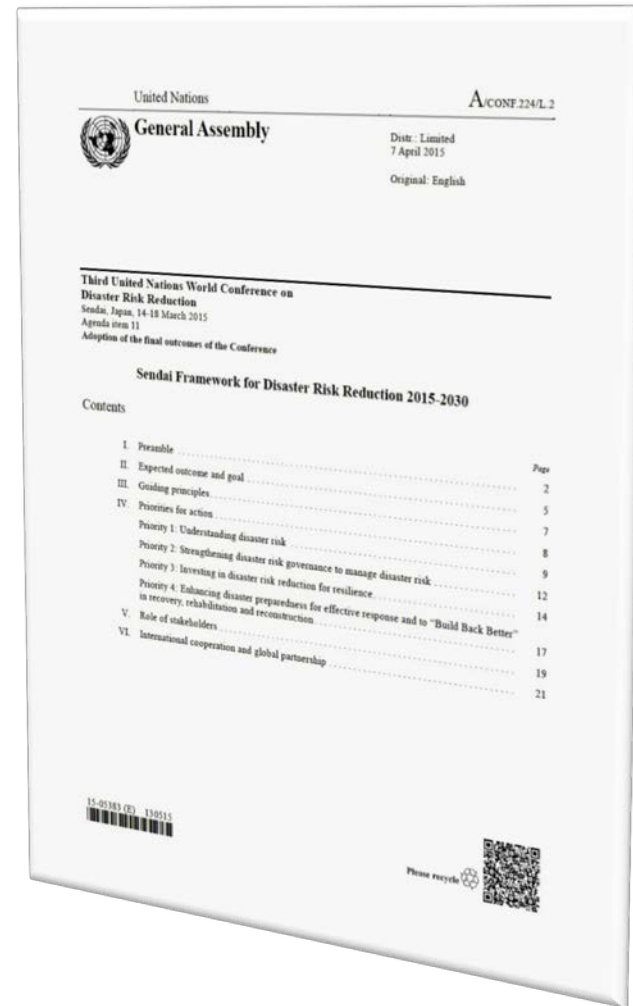 United Nations A/CONF.224/L.2
General Assembly
Distr.: Limited
7 April 2015
Original: English
Third United Nations World Conference on
Disaster Risk Reduction
Sendai, Japan, 14-18 March 2015
Agenda item 11
Adoption of the final outcomes of the Conference
Sendai Framework for Disaster Risk Reduction 2015-2030
Contents
Page
I. Preamble 2
II. Expected outcome and goal 5
III. Guiding principles 7
IV. Priorities for action 8
Priority 1: Understanding disaster risk 9
Priority 2: Strengthening disaster risk governance to manage disaster risk 12
Priority 3: Investing in disaster risk reduction for resilience 14
Priority 4: Enhancing disaster preparedness for effective response and to “Build Back Better”
in recovery, rehabilitation and reconstruction 17
V. Role of stakeholders 19
VI. International cooperation and global partnership 21
15-05383 (E) 130515
Please recycle